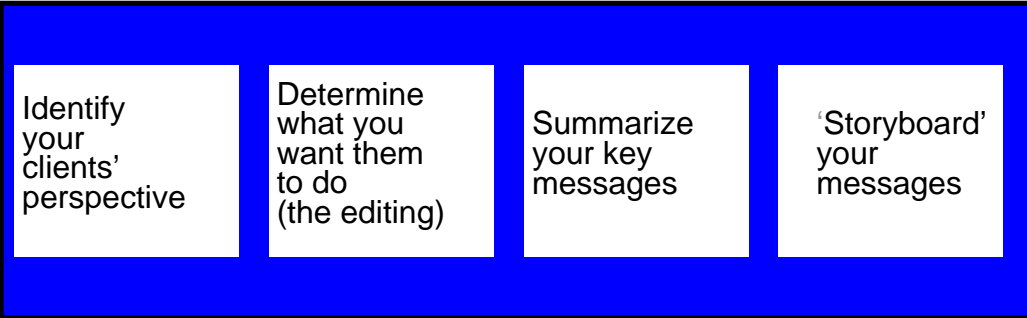 Identify
your
clients’
perspective
Determine
what you
want them
to do
(the editing)
Summarize
your key
messages
‘Storyboard’
your
messages